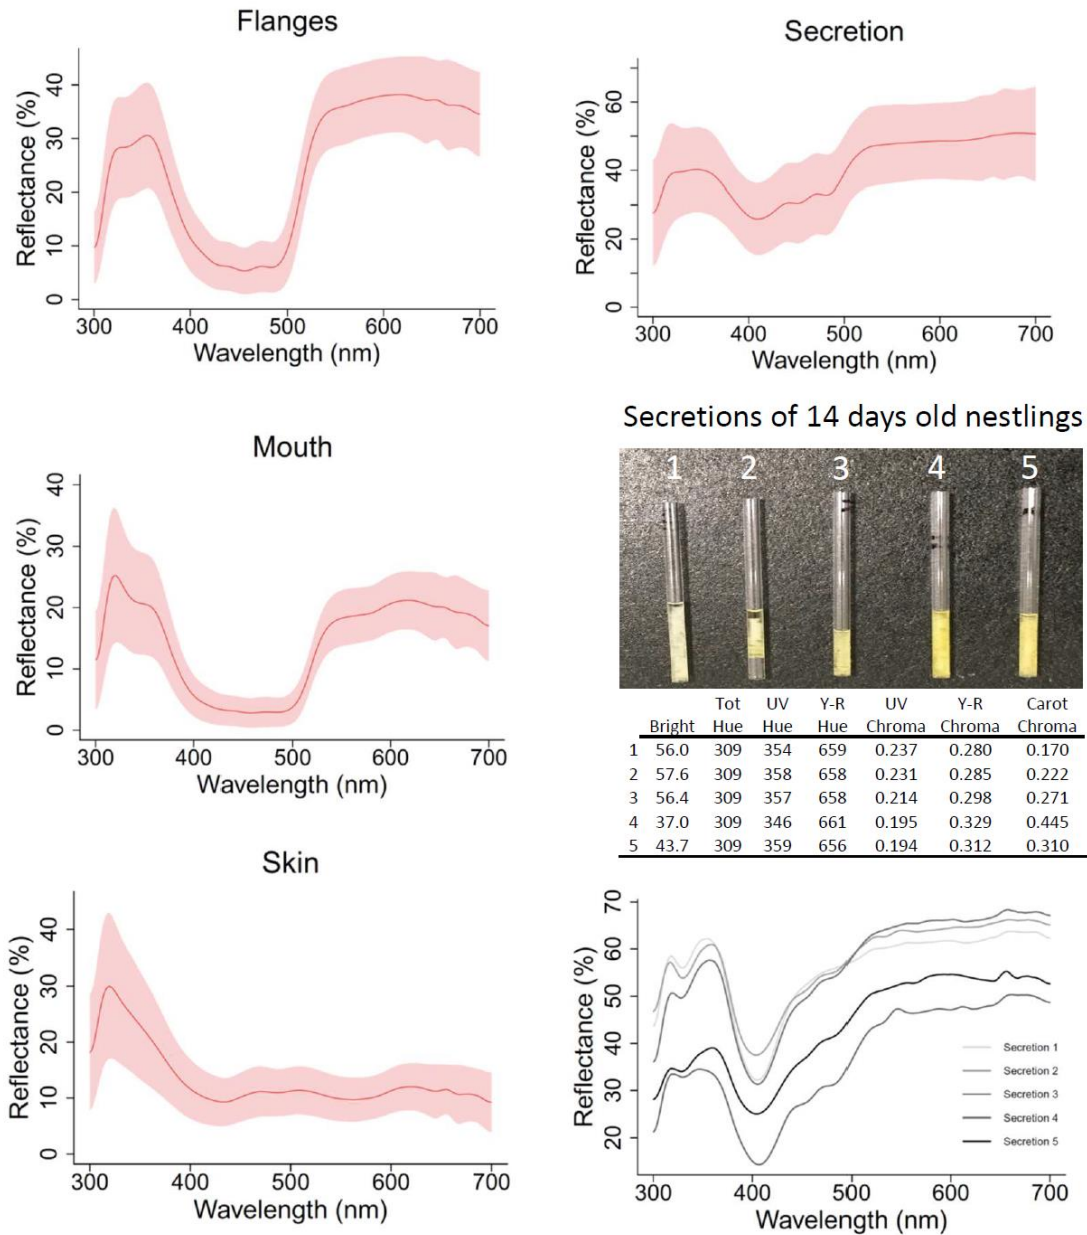 Flanges
Reflectance (%)
40
30
20
10
0
300 400 500 600 700
Wavelength (nm)
Secretion
Reflectance (%)
60
40
20
0
300 400 500 600 700
Wavelength (nm)
Mouth
Reflectance (%)
40
30
20
10
0
300 400 500 600 700
Wavelength (nm)
Secretions of 14 days old nestlings
1 2 3 4 5
Tot UV Y-R UV Y-R Carot
Bright Hue Hue Hue Chroma Chroma Chroma
1 56.0 309 354 659 0.237 0.280 0.170
2 57.6 309 358 658 0.231 0.285 0.222
3 56.4 309 357 658 0.214 0.298 0.271
4 37.0 309 346 661 0.195 0.329 0.445
5 43.7 309 359 656 0.194 0.312 0.310
Skin
Reflectance (%)
40
30
20
10
0
300 400 500 600 700
Wavelength (nm)
Reflectance (%)
70
60
50
40
30
20
Secretion 1
Secretion 2
Secretion 3
Secretion 4
Secretion 5
300 400 500 600 700
Wavelength (nm)